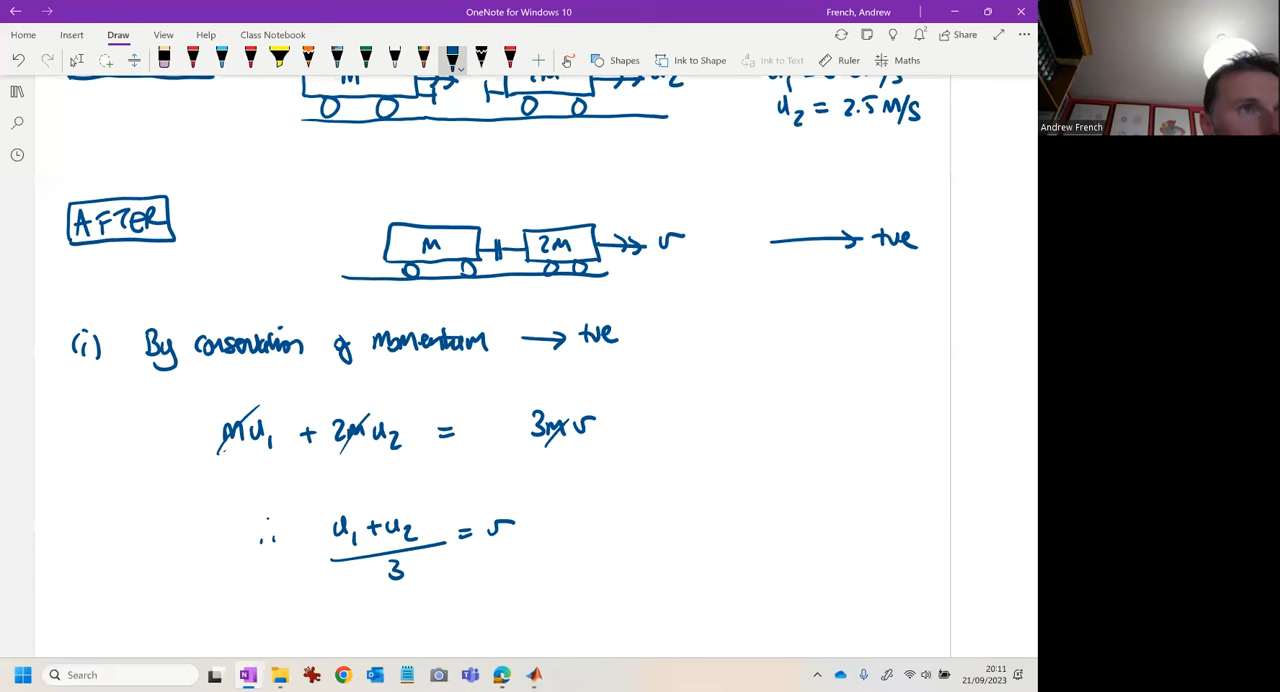 OneNote for Windows 10
French, Andrew
Home Insert Draw View Help Class Notebook
Share
Shapes Ink to Shape Ink to Text Ruler Maths
Andrew French
M 2M
u₂ = 2.5 m/s
AFTER
M 2M v +ve
(i) By conservation of momentum → +ve
mu₁ + 2mu₂ = 3mv
∴ u₁ + u₂ / 3 = v
Search
20:11
21/09/2023